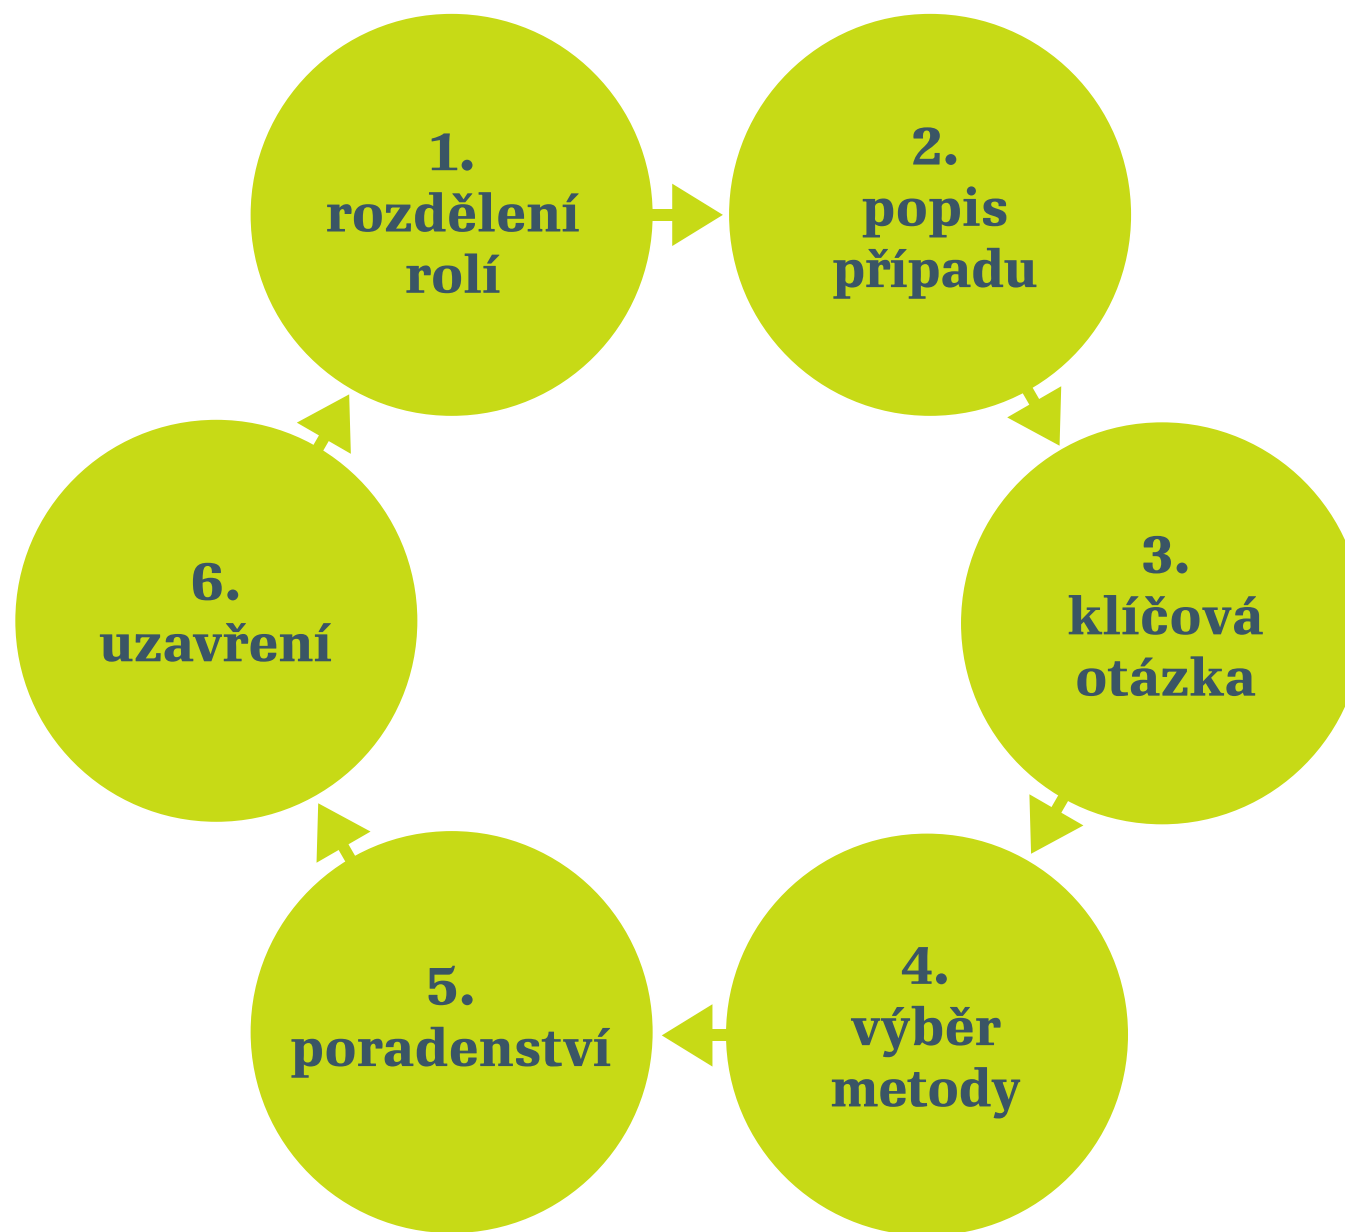 1.
rozdělení
rolí
2.
popis
případu
3.
klíčová
otázka
4.
výběr
metody
5.
poradenství
6.
uzavření